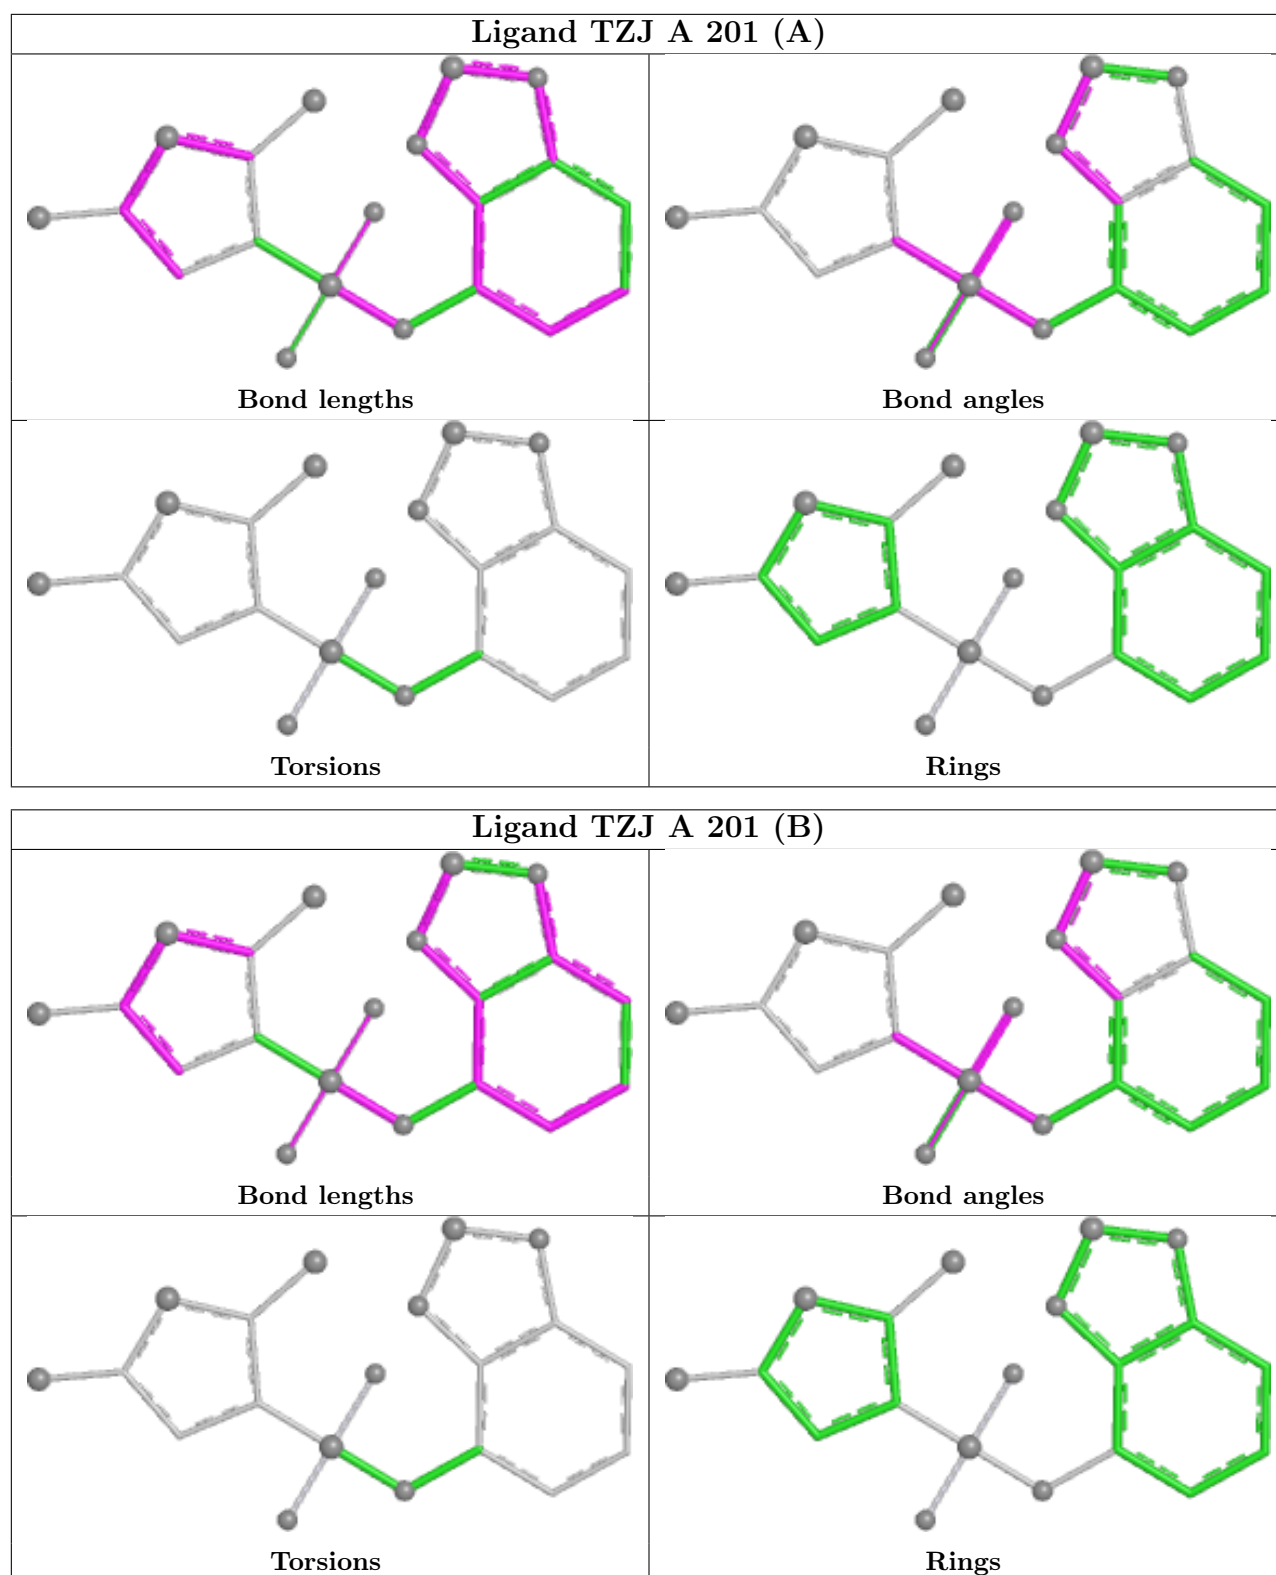 Ligand TZJ A 201 (A)
Bond lengths
Bond angles
Torsions
Rings
Ligand TZJ A 201 (B)
Bond lengths
Bond angles
Torsions
Rings